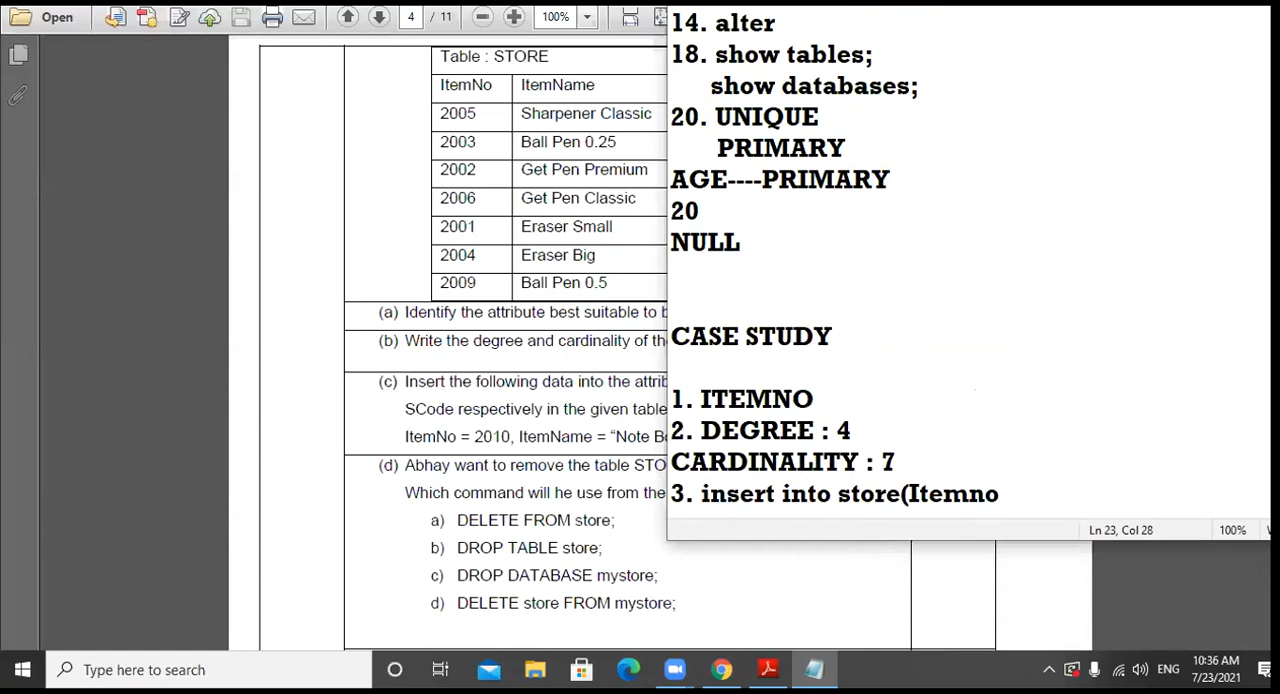 Open
4
/ 11
100%
Table : STORE
ItemNo ItemName
2005 Sharpener Classic
2003 Ball Pen 0.25
2002 Get Pen Premium
2006 Get Pen Classic
2001 Eraser Small
2004 Eraser Big
2009 Ball Pen 0.5
(a) Identify the attribute best suitable to b
(b) Write the degree and cardinality of the
(c) Insert the following data into the attrib
SCode respectively in the given table
ItemNo = 2010, ItemName = “Note Bo
(d) Abhay want to remove the table STO
Which command will he use from the
a) DELETE FROM store;
b) DROP TABLE store;
c) DROP DATABASE mystore;
d) DELETE store FROM mystore;
14. alter
18. show tables;
show databases;
20. UNIQUE
PRIMARY
AGE----PRIMARY
20
NULL
CASE STUDY
1. ITEMNO
2. DEGREE : 4
CARDINALITY : 7
3. insert into store(Itemno
Ln 23, Col 28
100%
Type here to search
ENG
10:36 AM
7/23/2021